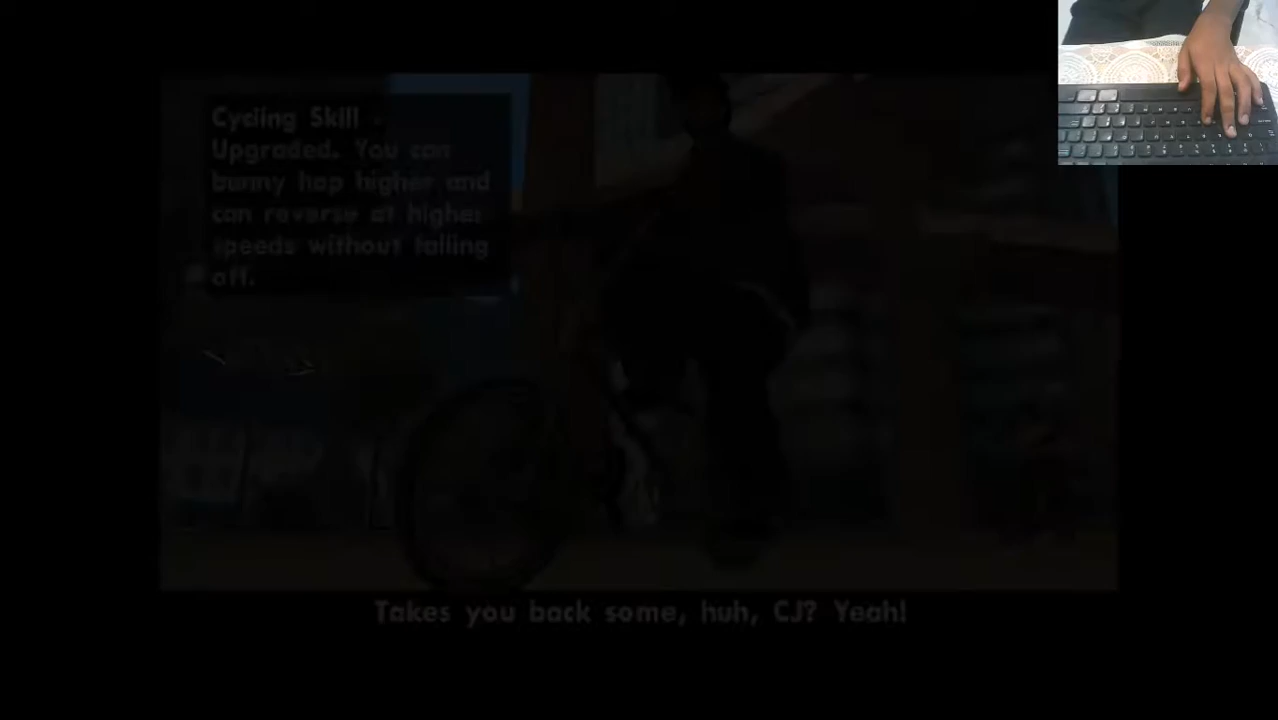 Cycling Skill -
Upgraded. You can
bunny hop higher and
can reverse at higher
speeds without falling
off.
Takes you back some, huh, CJ? Yeah!